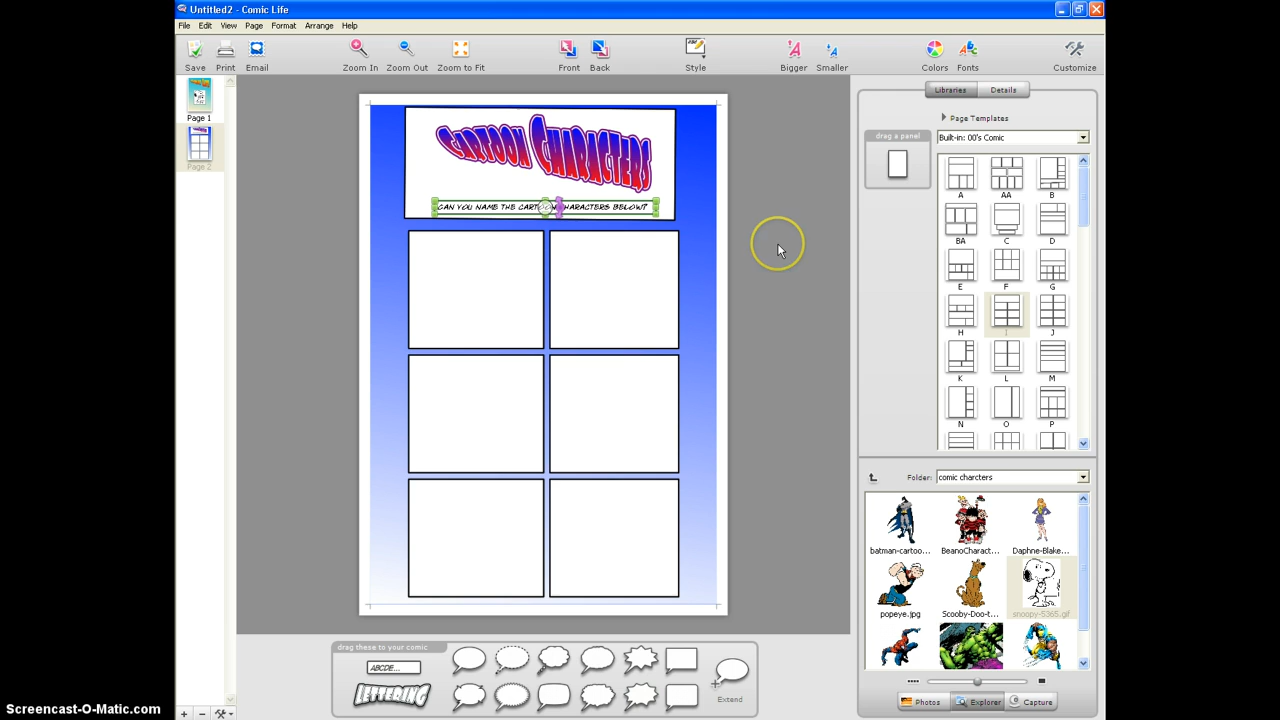 Untitled2 - Comic Life
File Edit View Page Format Arrange Help
Save Print Email Zoom In Zoom Out Zoom to Fit Front Back Style Bigger Smaller Colors Fonts Customize
Page 1
Page 2
CARTOON CHARACTERS
CAN YOU NAME THE CARTOON CHARACTERS BELOW?
Libraries Details
Page Templates
drag a panel
Built-in: 00's Comic
A AA B
BA C D
E F G
H I J
K L M
N O P
Folder: comic charcters
batman-cartoo... BeanoCharact... Daphne-Blake...
popeye.jpg Scooby-Doo-t... snoopy-5365.gif
Photos Explorer Capture
drag these to your comic
ABCDE...
LETTERING
Extend
Screencast-O-Matic.com